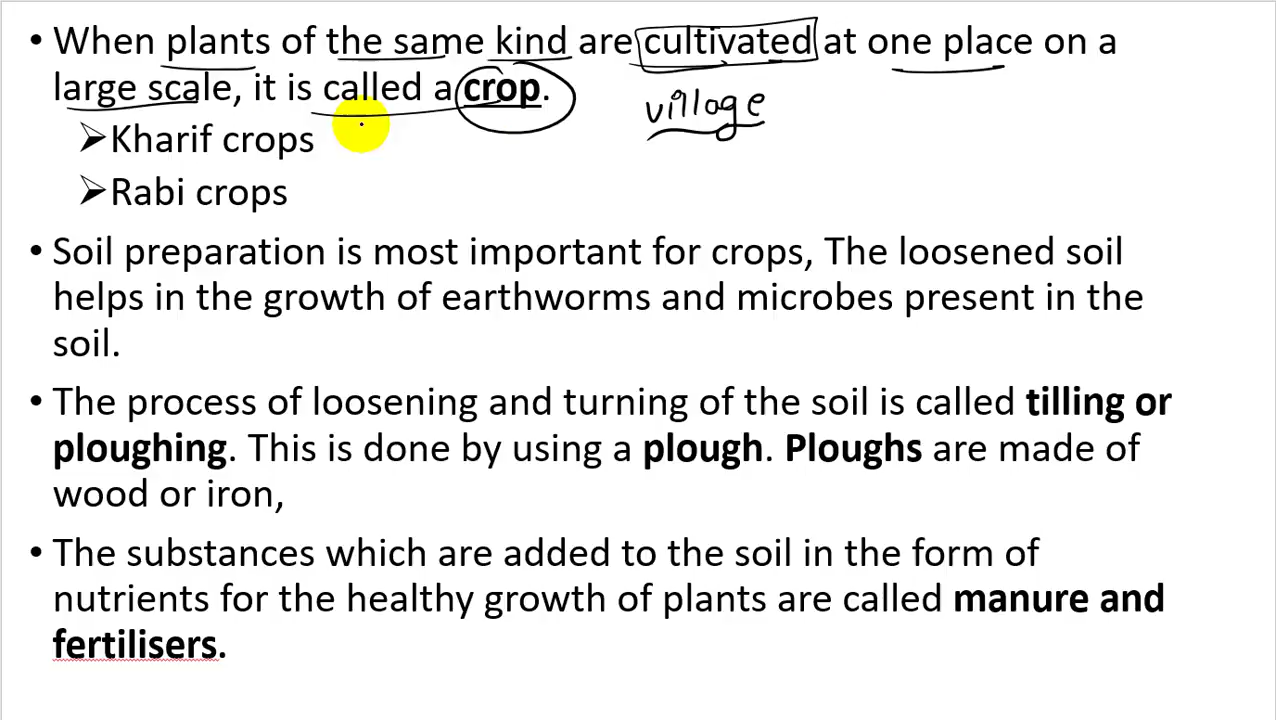 • When plants of the same kind are cultivated at one place on a
large scale, it is called a crop.
village
➢Kharif crops
➢Rabi crops
• Soil preparation is most important for crops, The loosened soil
helps in the growth of earthworms and microbes present in the
soil.
• The process of loosening and turning of the soil is called tilling or
ploughing. This is done by using a plough. Ploughs are made of
wood or iron,
• The substances which are added to the soil in the form of
nutrients for the healthy growth of plants are called manure and
fertilisers.